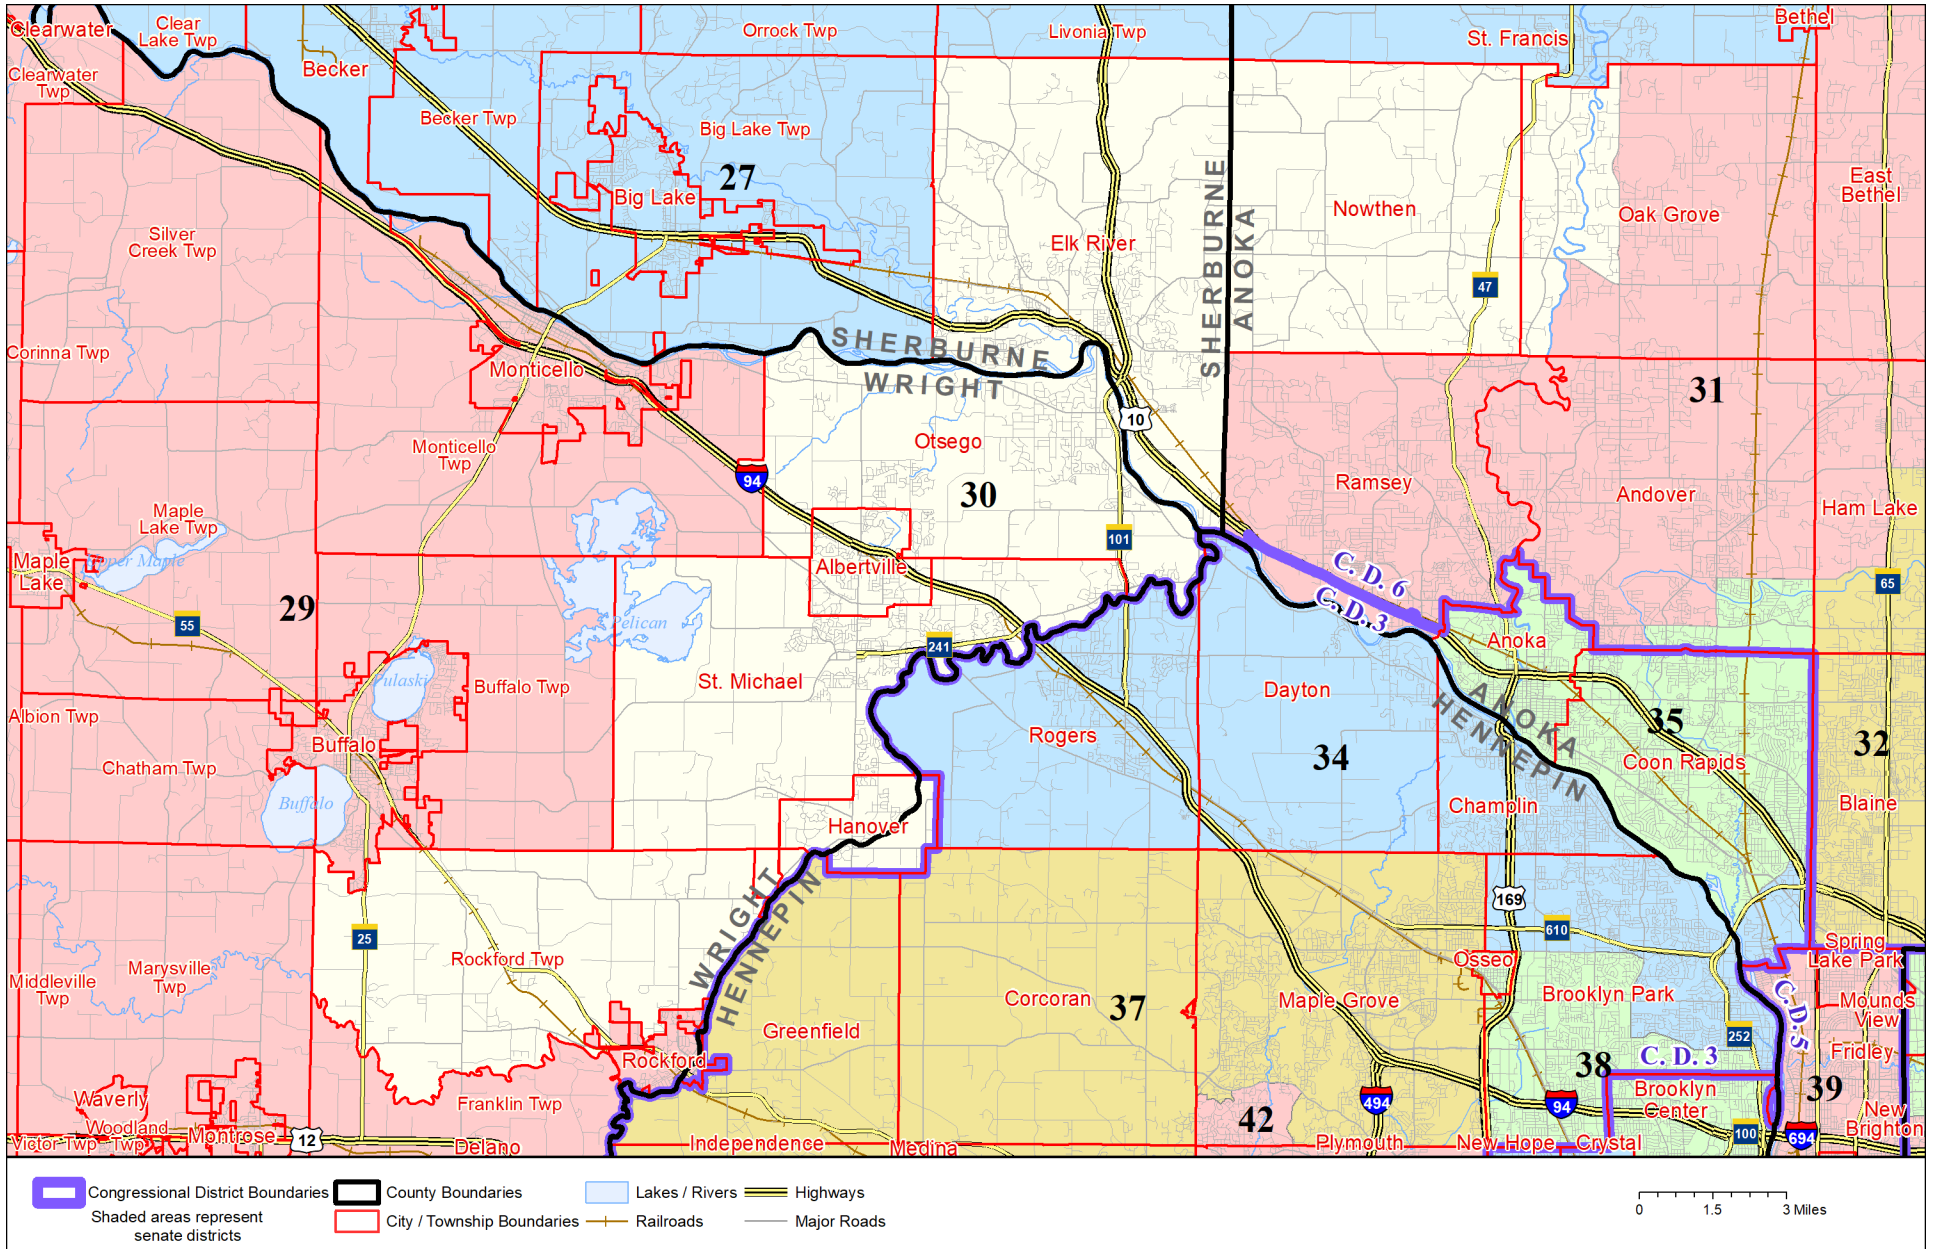 Clearwater
Clear
Lake Twp
Orrock Twp
Livonia Twp
St. Francis
Bethel
Becker
Clearwater
Twp
Becker Twp
Big Lake Twp
27
Big Lake
Silver
Creek Twp
Elk River
SHERBURNE
ANOKA
Nowthen
Oak Grove
East
Bethel
47
Corinna Twp
Monticello
SHERBURNE
WRIGHT
31
10
Otsego
Monticello
Twp
94
30
Ramsey
Andover
Ham Lake
Maple
Lake Twp
101
Maple
Lake
Upper Maple
Albertville
C. D. 6
C. D. 3
65
29
55
Pelican
241
Anoka
Pulaski
Buffalo Twp
St. Michael
Dayton
Albion Twp
Buffalo
Rogers
ANOKA
HENNEPIN
35
32
Chatham Twp
34
Coon Rapids
Buffalo
Hanover
Champlin
Blaine
WRIGHT
HENNEPIN
169
25
610
Spring
Lake Park
Rockford Twp
Osseo
Middleville
Twp
Marysville
Twp
Corcoran
37
Maple Grove
Brooklyn Park
C.D.5
Mounds
View
Greenfield
252
Fridley
Rockford
38
C. D. 3
Brooklyn
Center
39
Waverly
Franklin Twp
494
94
42
New
Brighton
Woodland
Twp
Victor Twp
Montrose
12
Delano
Independence
Medina
Plymouth
New Hope
Crystal
100
694
Congressional District Boundaries
County Boundaries
Lakes / Rivers
Highways
Shaded areas represent
senate districts
City / Township Boundaries
Railroads
Major Roads
0 1.5 3 Miles